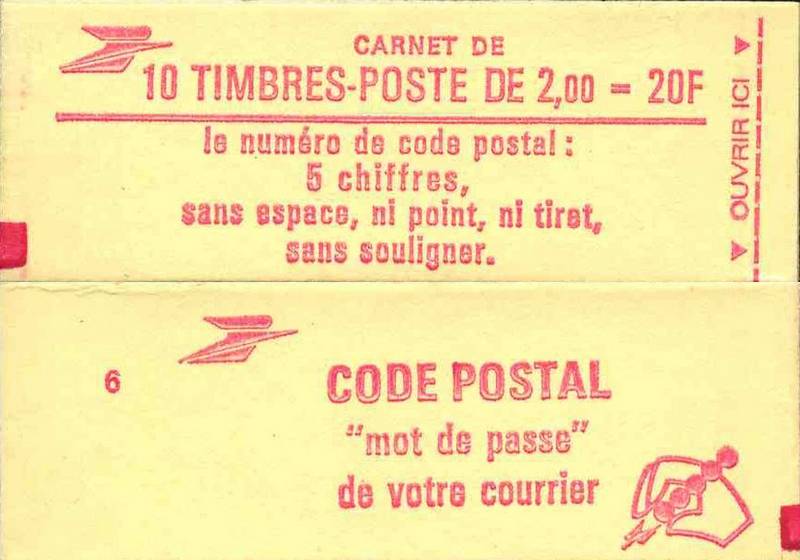 CARNET DE
10 TIMBRES-POSTE DE 2,00 = 20F
le numéro de code postal :
5 chiffres,
sans espace, ni point, ni tiret,
sans souligner.
OUVRIR ICI
6
CODE POSTAL
"mot de passe"
de votre courrier